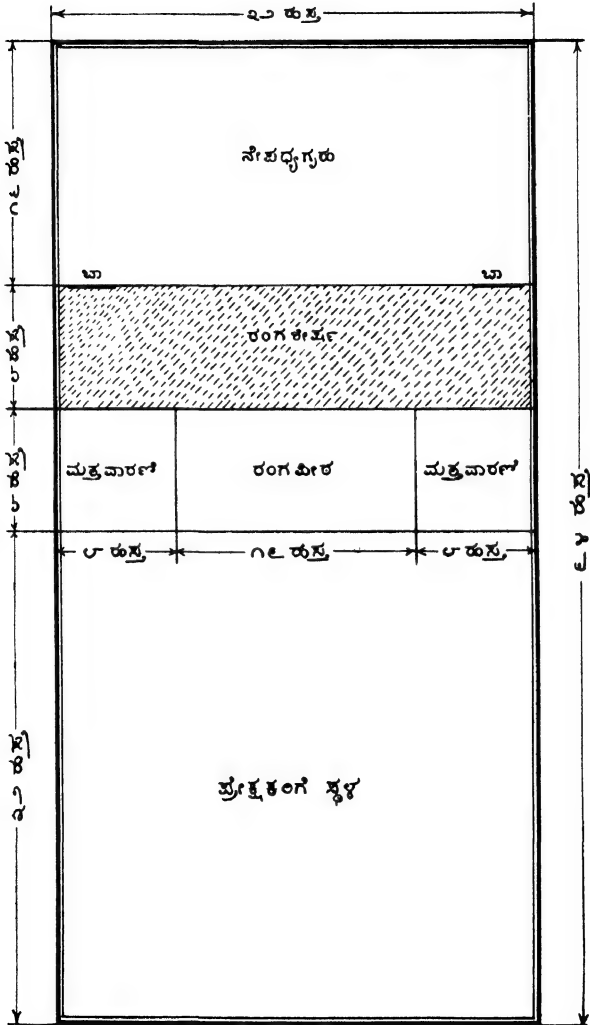 ೩೨ ಹಸ್ತ
ನೇಪಥ್ಯಗೃಹ
೧೬ ಹಸ್ತ
ಬಾ ಬಾ
ರಂಗಶೀರ್ಷ
೮ ಹಸ್ತ
ಮತ್ತವಾರಣಿ ರಂಗಪೀಠ ಮತ್ತವಾರಣಿ
೮ ಹಸ್ತ
೮ ಹಸ್ತ ೧೬ ಹಸ್ತ ೮ ಹಸ್ತ
೬೪ ಹಸ್ತ
೩೨ ಹಸ್ತ
ಪ್ರೇಕ್ಷಕರಿಗೆ ಸ್ಥಳ